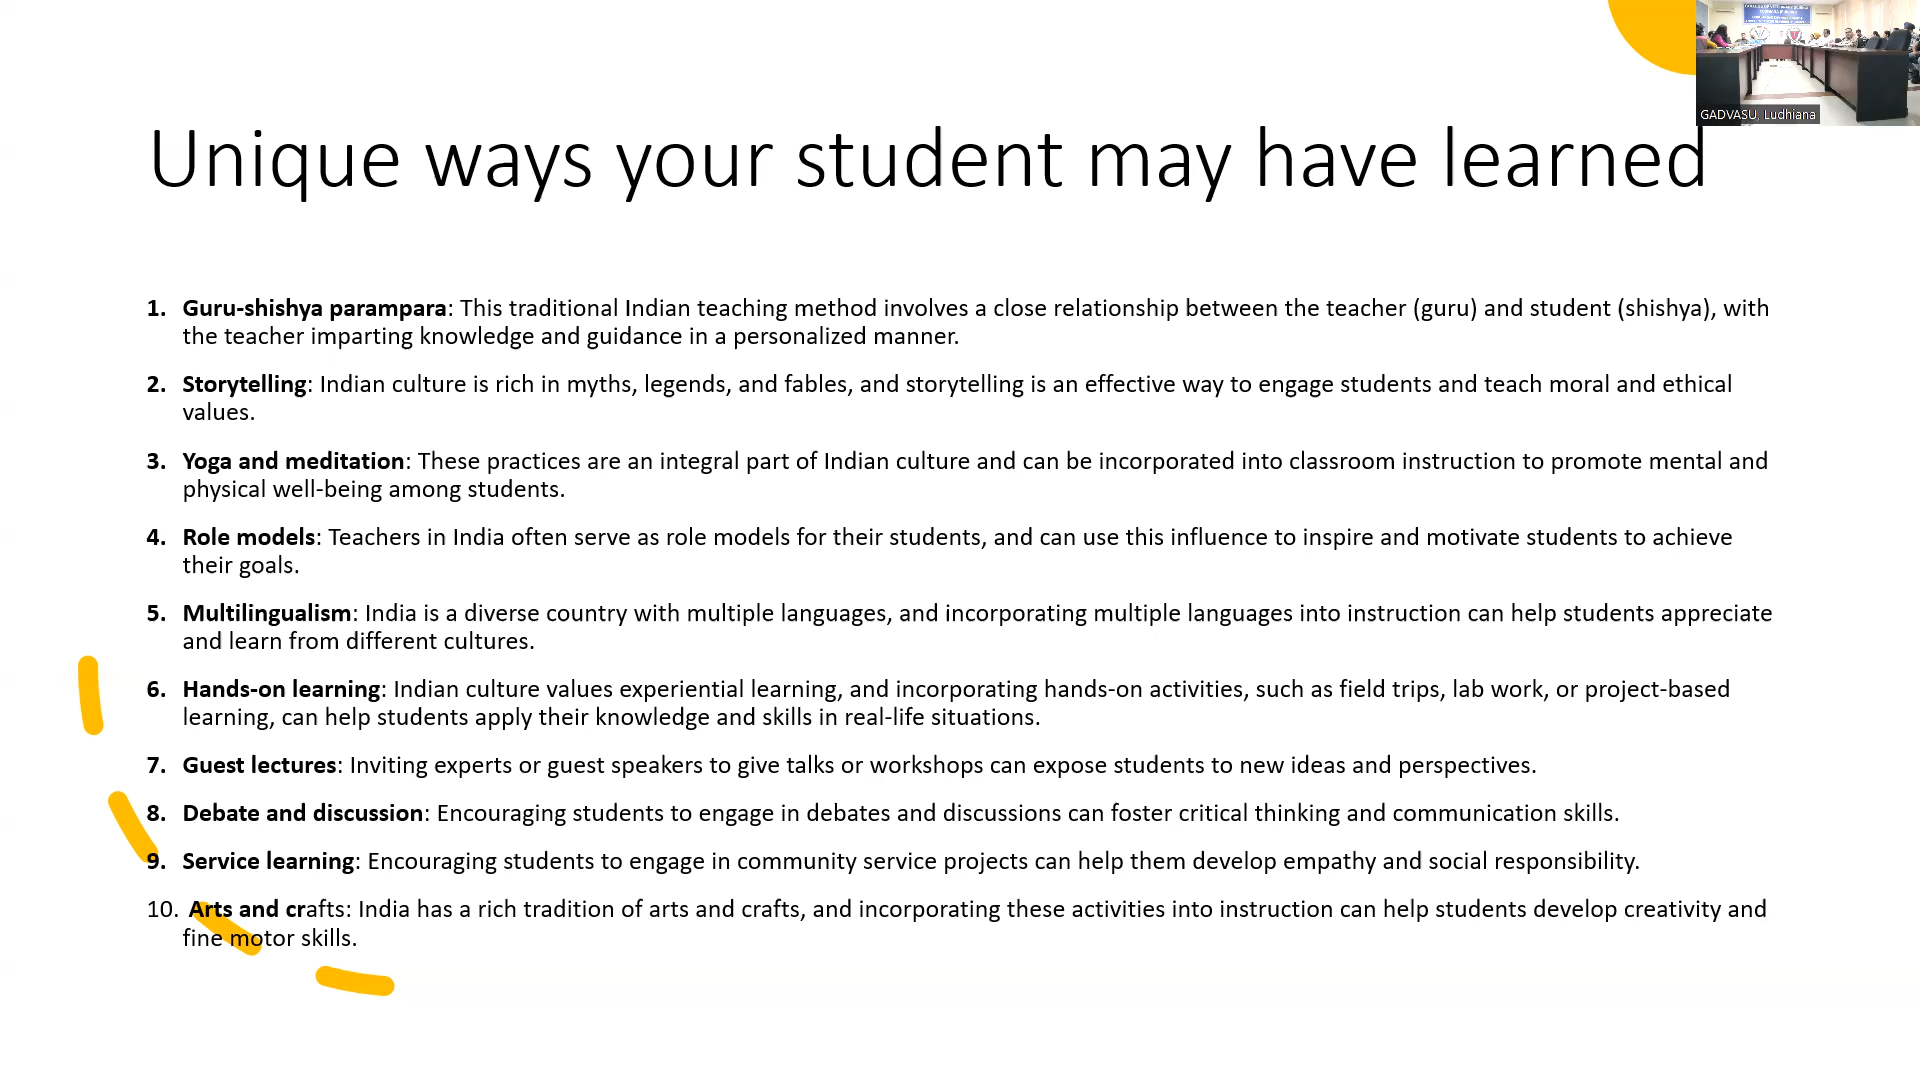 GADVASU, Ludhiana
Unique ways your student may have learned
1. Guru-shishya parampara: This traditional Indian teaching method involves a close relationship between the teacher (guru) and student (shishya), with
the teacher imparting knowledge and guidance in a personalized manner.
2. Storytelling: Indian culture is rich in myths, legends, and fables, and storytelling is an effective way to engage students and teach moral and ethical
values.
3. Yoga and meditation: These practices are an integral part of Indian culture and can be incorporated into classroom instruction to promote mental and
physical well-being among students.
4. Role models: Teachers in India often serve as role models for their students, and can use this influence to inspire and motivate students to achieve
their goals.
5. Multilingualism: India is a diverse country with multiple languages, and incorporating multiple languages into instruction can help students appreciate
and learn from different cultures.
6. Hands-on learning: Indian culture values experiential learning, and incorporating hands-on activities, such as field trips, lab work, or project-based
learning, can help students apply their knowledge and skills in real-life situations.
7. Guest lectures: Inviting experts or guest speakers to give talks or workshops can expose students to new ideas and perspectives.
8. Debate and discussion: Encouraging students to engage in debates and discussions can foster critical thinking and communication skills.
9. Service learning: Encouraging students to engage in community service projects can help them develop empathy and social responsibility.
10. Arts and crafts: India has a rich tradition of arts and crafts, and incorporating these activities into instruction can help students develop creativity and
fine motor skills.